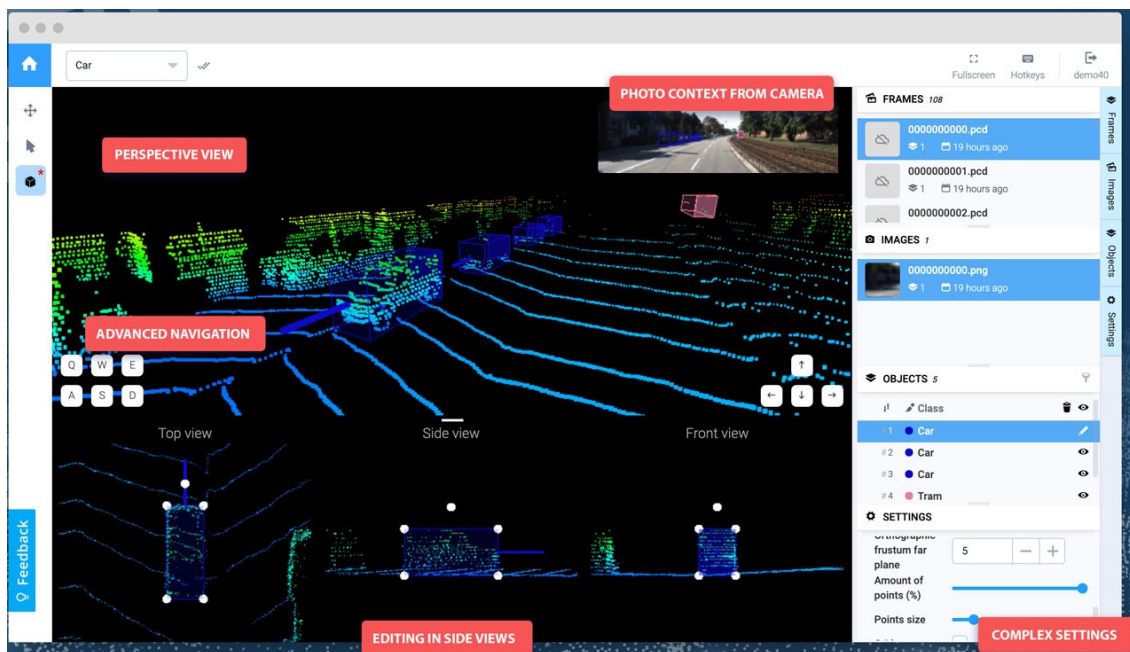 Car
Fullscreen
Hotkeys
demo40
PHOTO CONTEXT FROM CAMERA
PERSPECTIVE VIEW
ADVANCED NAVIGATION
Q W E
A S D
↑
← ↓ →
Top view
Side view
Front view
EDITING IN SIDE VIEWS
Feedback
FRAMES 108
0000000000.pcd
1 19 hours ago
0000000001.pcd
1 19 hours ago
0000000002.pcd
IMAGES 1
0000000000.png
1 19 hours ago
OBJECTS 5
Class
#1 Car
#2 Car
#3 Car
#4 Tram
SETTINGS
Orthographic
frustum far
plane
5 − +
Amount of
points (%)
Points size
COMPLEX SETTINGS
Frames
Images
Objects
Settings